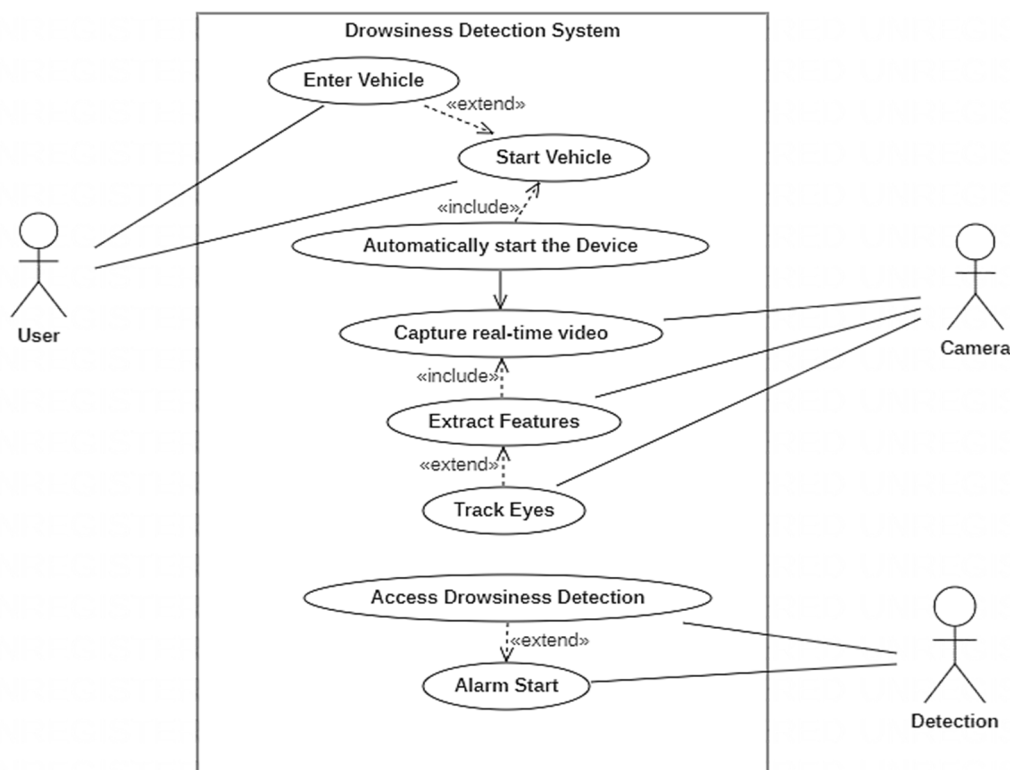 Drowsiness Detection System
Enter Vehicle
«extend»
Start Vehicle
«include»
Automatically start the Device
User
Capture real-time video
Camera
«include»
Extract Features
«extend»
Track Eyes
Access Drowsiness Detection
«extend»
Alarm Start
Detection